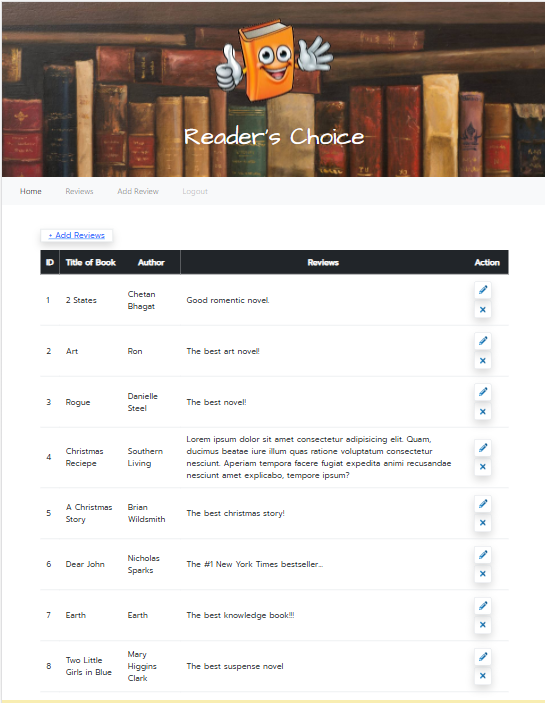 Reader's Choice
Home Reviews Add Review Logout
+ Add Reviews
ID Title of Book Author Reviews Action
1 2 States Chetan Bhagat Good romentic novel.
2 Art Ron The best art novel!
3 Rogue Danielle Steel The best novel!
4 Christmas Reciepe Southern Living Lorem ipsum dolor sit amet consectetur adipisicing elit. Quam,
ducimus beatae iure illum quas ratione voluptatum consectetur
nesciunt. Aperiam tempora facere fugiat expedita animi recusandae
nesciunt amet explicabo, tempore ipsum?
5 A Christmas Story Brian Wildsmith The best christmas story!
6 Dear John Nicholas Sparks The #1 New York Times bestseller...
7 Earth Earth The best knowledge book!!!
8 Two Little Girls in Blue Mary Higgins Clark The best suspense novel